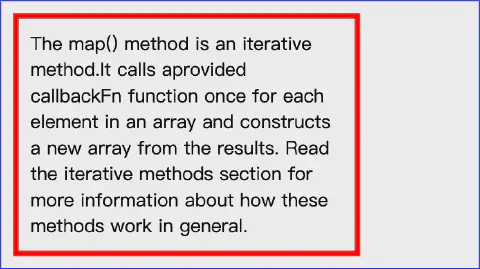 The map() method is an iterative
method.It calls aprovided
callbackFn function once for each
element in an array and constructs
a new array from the results. Read
the iterative methods section for
more information about how these
methods work in general.